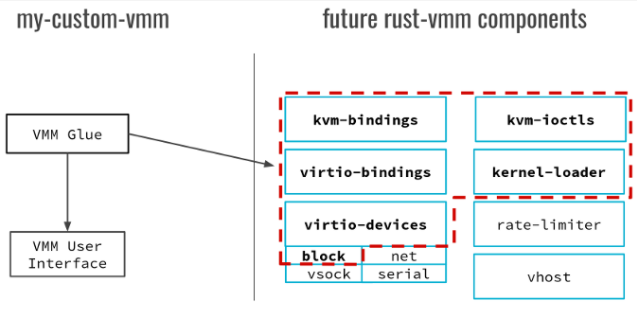 my-custom-vmm
future rust-vmm components
VMM Glue
VMM User
Interface
kvm-bindings
kvm-ioctls
virtio-bindings
kernel-loader
virtio-devices
rate-limiter
block
net
vsock
serial
vhost